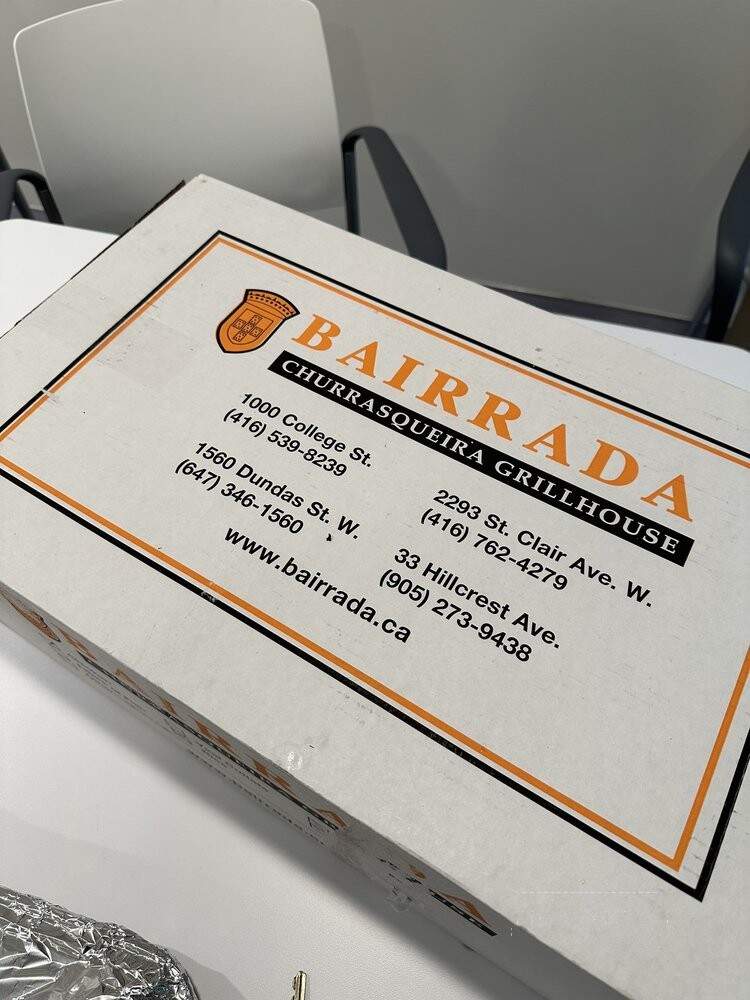 BAIRRADA
CHURRASQUEIRA GRILLHOUSE
1000 College St.
(416) 539-8239
2293 St. Clair Ave. W.
(416) 762-4279
1560 Dundas St. W.
(647) 346-1560
33 Hillcrest Ave.
(905) 273-9438
www.bairrada.ca
BAIRRADA